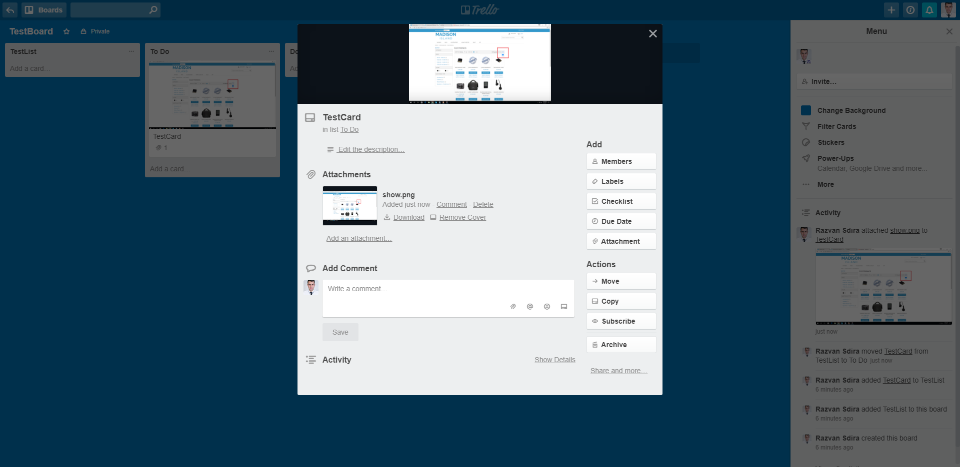 Boards
Trello
TestBoard
Private
TestList
Add a card...
To Do
TestCard
1
Add a card
Do
MADISON
TestCard
in list To Do
Edit the description...
Attachments
show.png
Added just now Comment Delete
Download Remove Cover
Add an attachment...
Add Comment
Write a comment
Save
Activity
Show Details
Add
Members
Labels
Checklist
Due Date
Attachment
Actions
Move
Copy
Subscribe
Archive
Share and more...
Menu
Invite...
Change Background
Filter Cards
Stickers
Power-Ups
Calendar, Google Drive and more...
More
Activity
Razvan Sdira attached show.png to
TestCard
just now
Razvan Sdira moved TestCard from
TestList to To Do just now
Razvan Sdira added TestCard to TestList
9 minutes ago
Razvan Sdira added TestList to this board
9 minutes ago
Razvan Sdira created this board
9 minutes ago